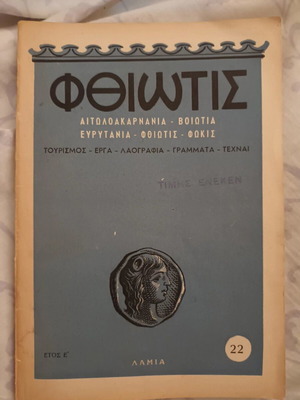 ΦΘΙΩΤΙΣ
ΑΙΤΩΛΟΑΚΑΡΝΑΝΙΑ - ΒΟΙΩΤΙΑ
ΕΥΡΥΤΑΝΙΑ - ΦΘΙΩΤΙΣ - ΦΩΚΙΣ
ΤΟΥΡΙΣΜΟΣ - ΕΡΓΑ - ΛΑΟΓΡΑΦΙΑ - ΓΡΑΜΜΑΤΑ - ΤΕΧΝΑΙ
ΤΙΜΗΣ ΕΝΕΚΕΝ
ΕΤΟΣ Ε'
ΛΑΜΙΑ
22